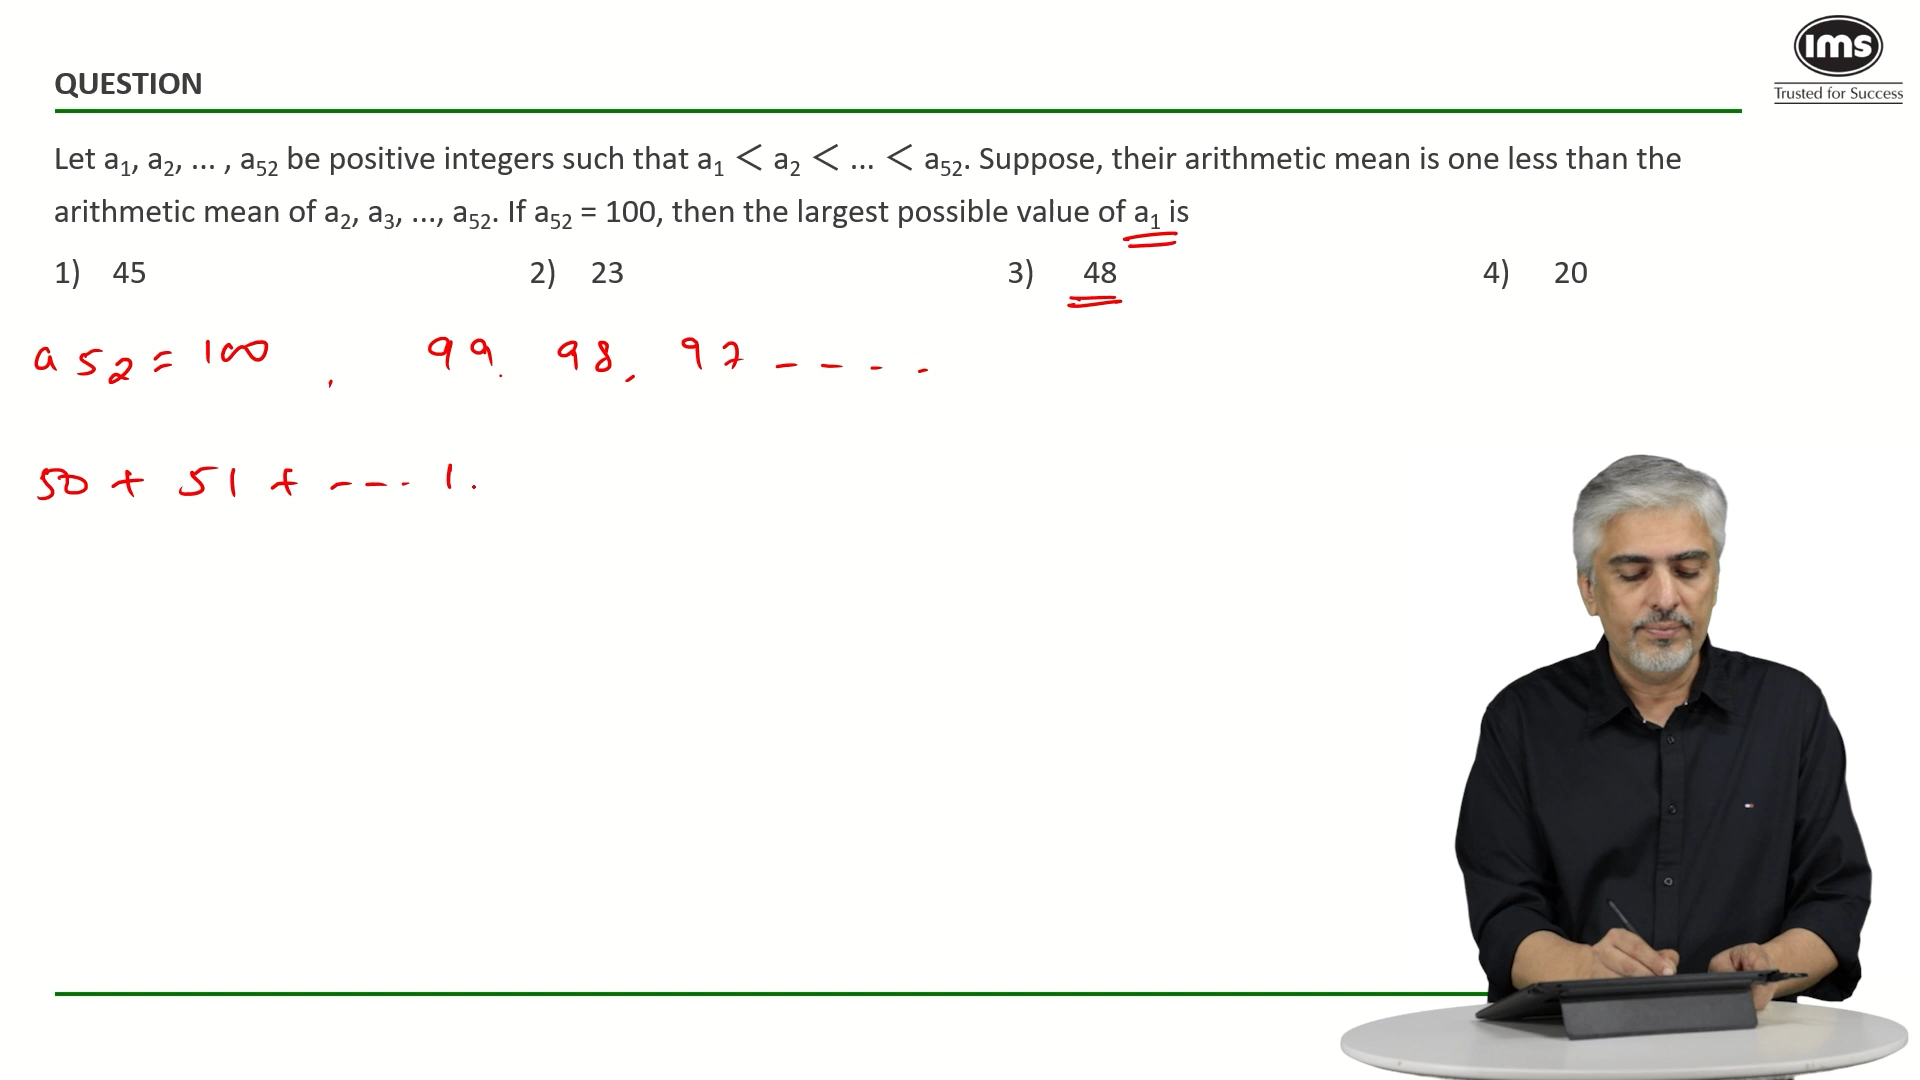 ims
Trusted for Success
QUESTION
Let a₁, a₂, ... , a₅₂ be positive integers such that a₁ < a₂ < ... < a₅₂. Suppose, their arithmetic mean is one less than the
arithmetic mean of a₂, a₃, ..., a₅₂. If a₅₂ = 100, then the largest possible value of a₁ is
1) 45 2) 23 3) 48 4) 20
a 52 = 100 , 99. 98, 97 - - - .
50 + 51 + --- 1.